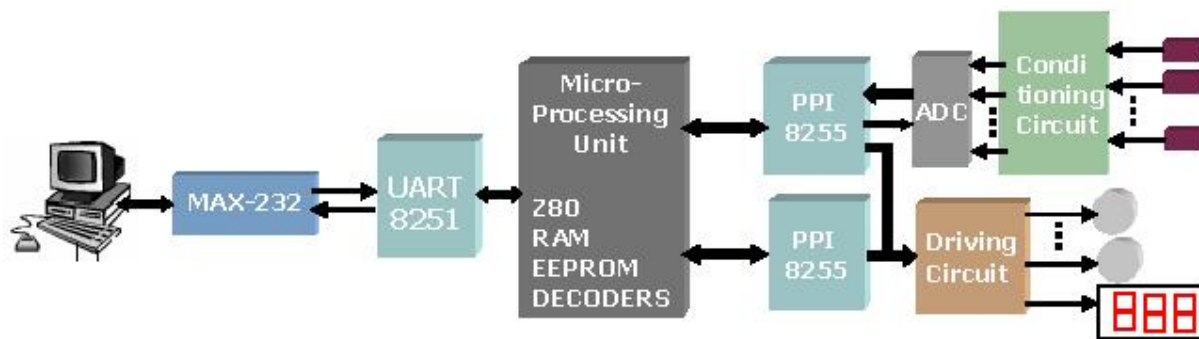 MAX-232
UART
8251
Micro-
Processing
Unit
Z80
RAM
EEPROM
DECODERS
PPI
8255
PPI
8255
ADC
Condi
tioning
Circuit
Driving
Circuit
888